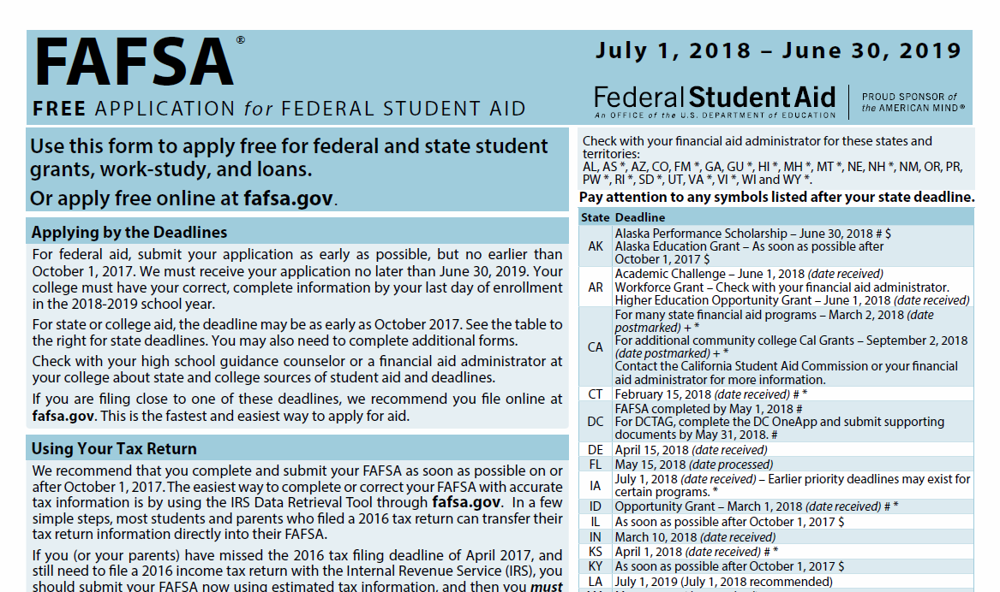 FAFSA®
FREE APPLICATION for FEDERAL STUDENT AID
July 1, 2018 – June 30, 2019
Federal Student Aid
An OFFICE of the U.S. DEPARTMENT of EDUCATION
PROUD SPONSOR of
the AMERICAN MIND®
Use this form to apply free for federal and state student
grants, work-study, and loans.
Or apply free online at fafsa.gov.
Applying by the Deadlines
For federal aid, submit your application as early as possible, but no earlier than
October 1, 2017. We must receive your application no later than June 30, 2019. Your
college must have your correct, complete information by your last day of enrollment
in the 2018-2019 school year.
For state or college aid, the deadline may be as early as October 2017. See the table to
the right for state deadlines. You may also need to complete additional forms.
Check with your high school guidance counselor or a financial aid administrator at
your college about state and college sources of student aid and deadlines.
If you are filing close to one of these deadlines, we recommend you file online at
fafsa.gov. This is the fastest and easiest way to apply for aid.
Using Your Tax Return
We recommend that you complete and submit your FAFSA as soon as possible on or
after October 1, 2017. The easiest way to complete or correct your FAFSA with accurate
tax information is by using the IRS Data Retrieval Tool through fafsa.gov. In a few
simple steps, most students and parents who filed a 2016 tax return can transfer their
tax return information directly into their FAFSA.
If you (or your parents) have missed the 2016 tax filing deadline of April 2017, and
still need to file a 2016 income tax return with the Internal Revenue Service (IRS), you
should submit your FAFSA now using estimated tax information, and then you must
Check with your financial aid administrator for these states and
territories:
AL, AS *, AZ, CO, FM *, GA, GU *, HI *, MH *, MT *, NE, NH *, NM, OR, PR,
PW *, RI *, SD *, UT, VA *, VI *, WI and WY *.
Pay attention to any symbols listed after your state deadline.
State Deadline
AK Alaska Performance Scholarship – June 30, 2018 # $
Alaska Education Grant – As soon as possible after
October 1, 2017 $
AR Academic Challenge – June 1, 2018 (date received)
Workforce Grant – Check with your financial aid administrator.
Higher Education Opportunity Grant – June 1, 2018 (date received)
CA For many state financial aid programs – March 2, 2018 (date
postmarked) + *
For additional community college Cal Grants – September 2, 2018
(date postmarked) + *
Contact the California Student Aid Commission or your financial
aid administrator for more information.
CT February 15, 2018 (date received) # *
DC FAFSA completed by May 1, 2018 #
For DCTAG, complete the DC OneApp and submit supporting
documents by May 31, 2018. #
DE April 15, 2018 (date received)
FL May 15, 2018 (date processed)
IA July 1, 2018 (date received) – Earlier priority deadlines may exist for
certain programs. *
ID Opportunity Grant – March 1, 2018 (date received) # *
IL As soon as possible after October 1, 2017 $
IN March 10, 2018 (date received)
KS April 1, 2018 (date received) # *
KY As soon as possible after October 1, 2017 $
LA July 1, 2019 (July 1, 2018 recommended)